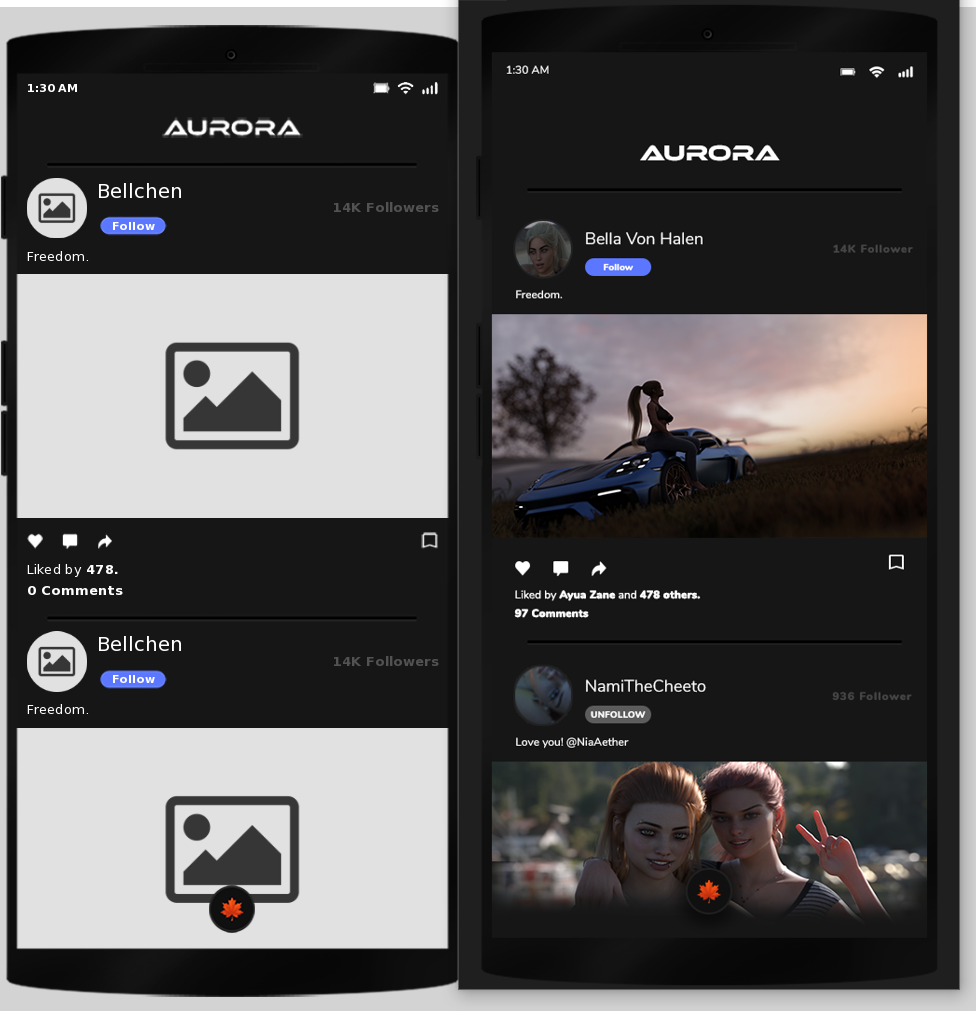 1:30 AM
AURORA
Bellchen
14K Followers
Follow
Freedom.
Liked by 478.
0 Comments
Bellchen
14K Followers
Follow
Freedom.
1:30 AM
AURORA
Bella Von Halen
14K Follower
Follow
Freedom.
Liked by Ayua Zane and 478 others.
97 Comments
NamiTheCheeto
936 Follower
UNFOLLOW
Love you! @NiaAether